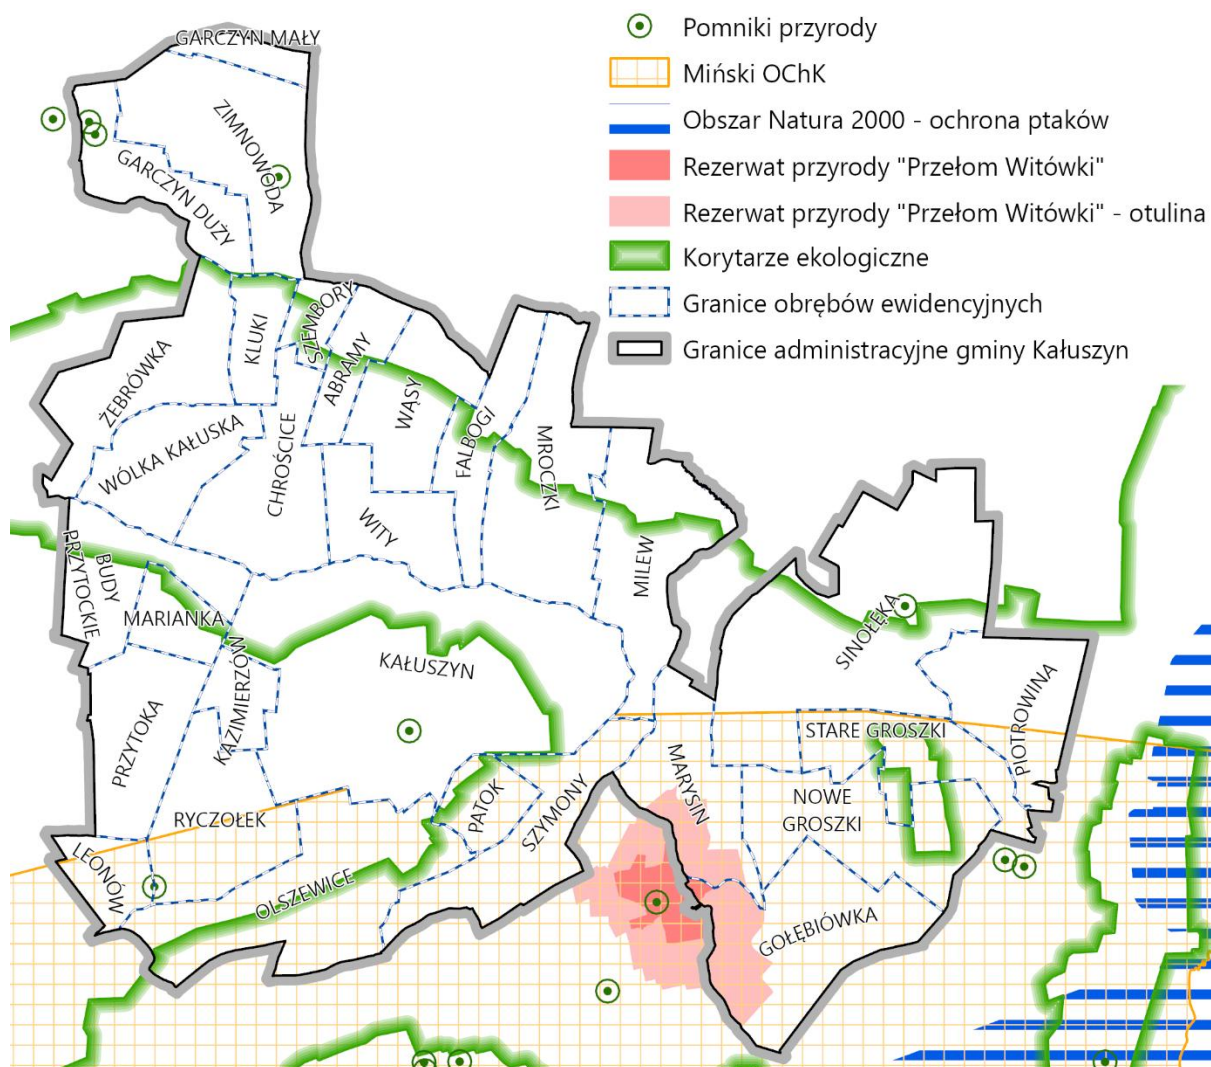 Pomniki przyrody
Miński OChK
Obszar Natura 2000 - ochrona ptaków
Rezerwat przyrody "Przełom Witówki"
Rezerwat przyrody "Przełom Witówki" - otulina
Korytarze ekologiczne
Granice obrębów ewidencyjnych
Granice administracyjne gminy Kałuszyn
GARCZYN MAŁY
ZIMNOWODA
GARCZYN DUŻY
SZEMBORY
KLUKI
ABRAMY
ŻEBRÓWKA
WĄSY
FALBOGI
WÓLKA KAŁUSKA
CHROŚCICE
MROCZKI
WITY
MILEW
BUDY
PRZYTOCKIE
MARIANKA
SINOŁĘKA
KAŁUSZYN
KAZIMIERZÓW
PIOTROWINA
PRZYTOKA
STARE GROSZKI
MARYSIN
NOWE
GROSZKI
PATOK
SZYMONY
RYCZOŁEK
LEONÓW
OLSZEWICE
GOŁĘBIÓWKA